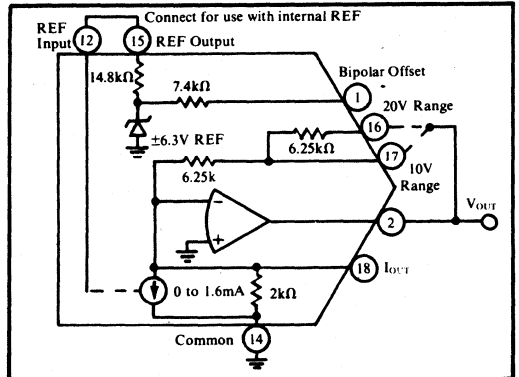 Connect for use with internal REF
REF
Input 12 15 REF Output
14.8kΩ
7.4kΩ
Bipolar Offset
1
20V Range
16
6.25kΩ
±6.3V REF
17
10V
Range
6.25k
−
+
2
VOUT
18 IOUT
0 to 1.6mA
2kΩ
Common 14